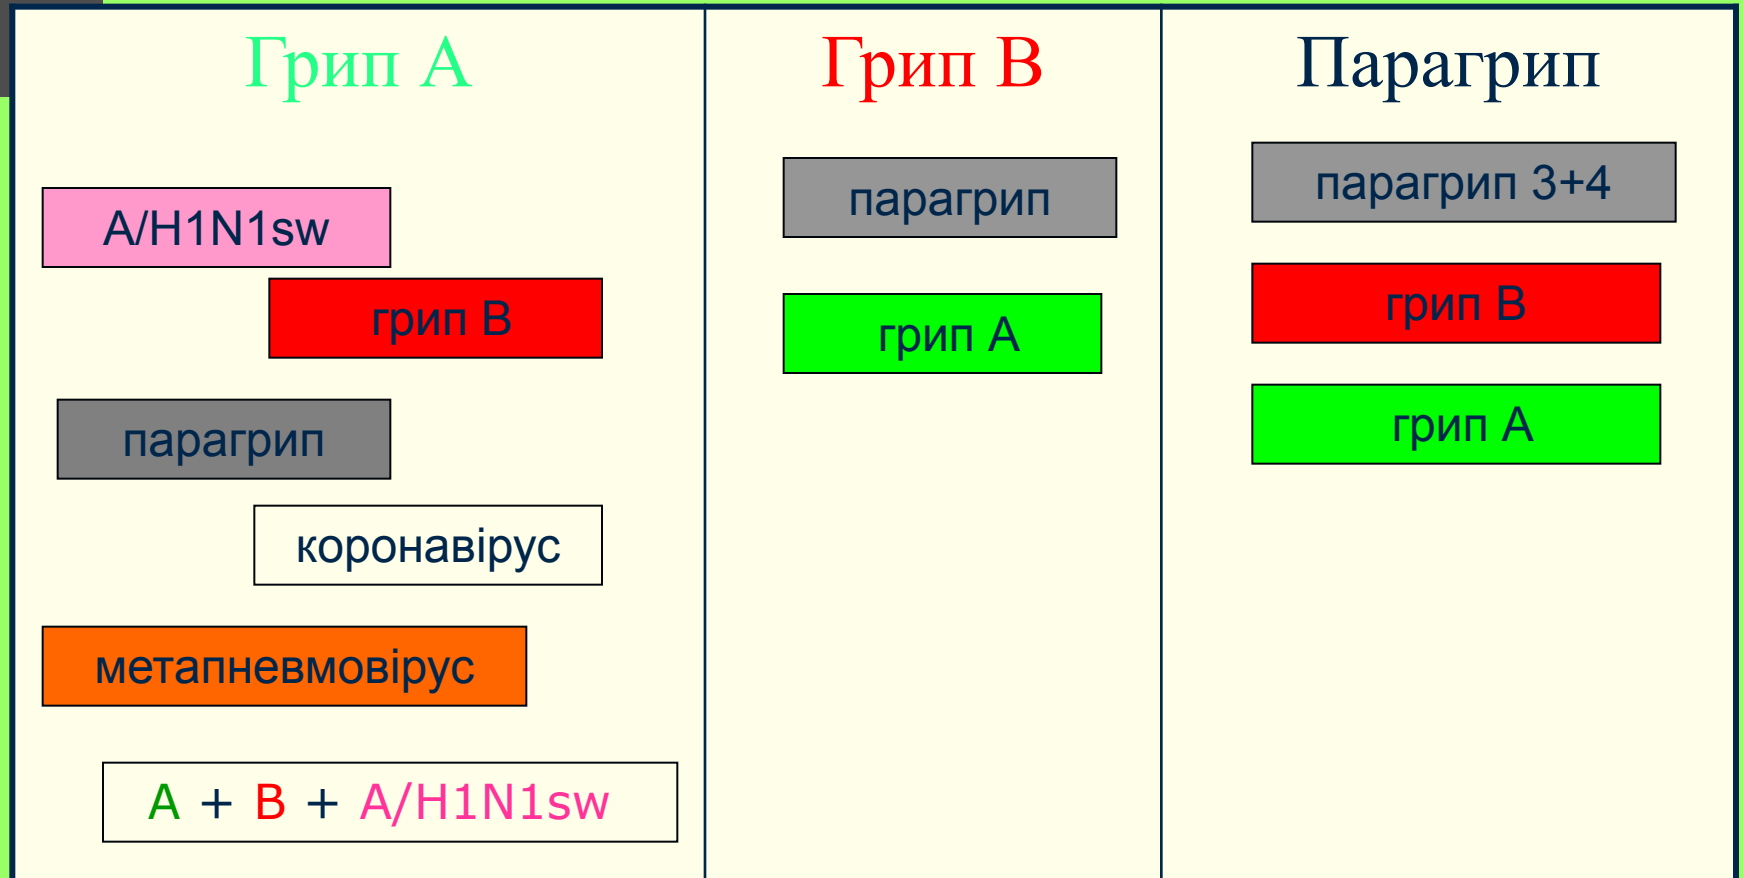 Грип А
A/H1N1sw
грип В
парагрип
коронавірус
метапневмовірус
A + B + A/H1N1sw
Грип В
парагрип
грип А
Парагрип
парагрип 3+4
грип В
грип А